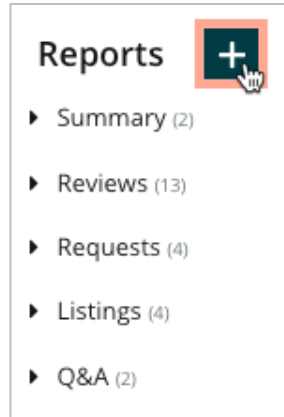 Reports
Summary (2)
Reviews (13)
Requests (4)
Listings (4)
Q&A (2)